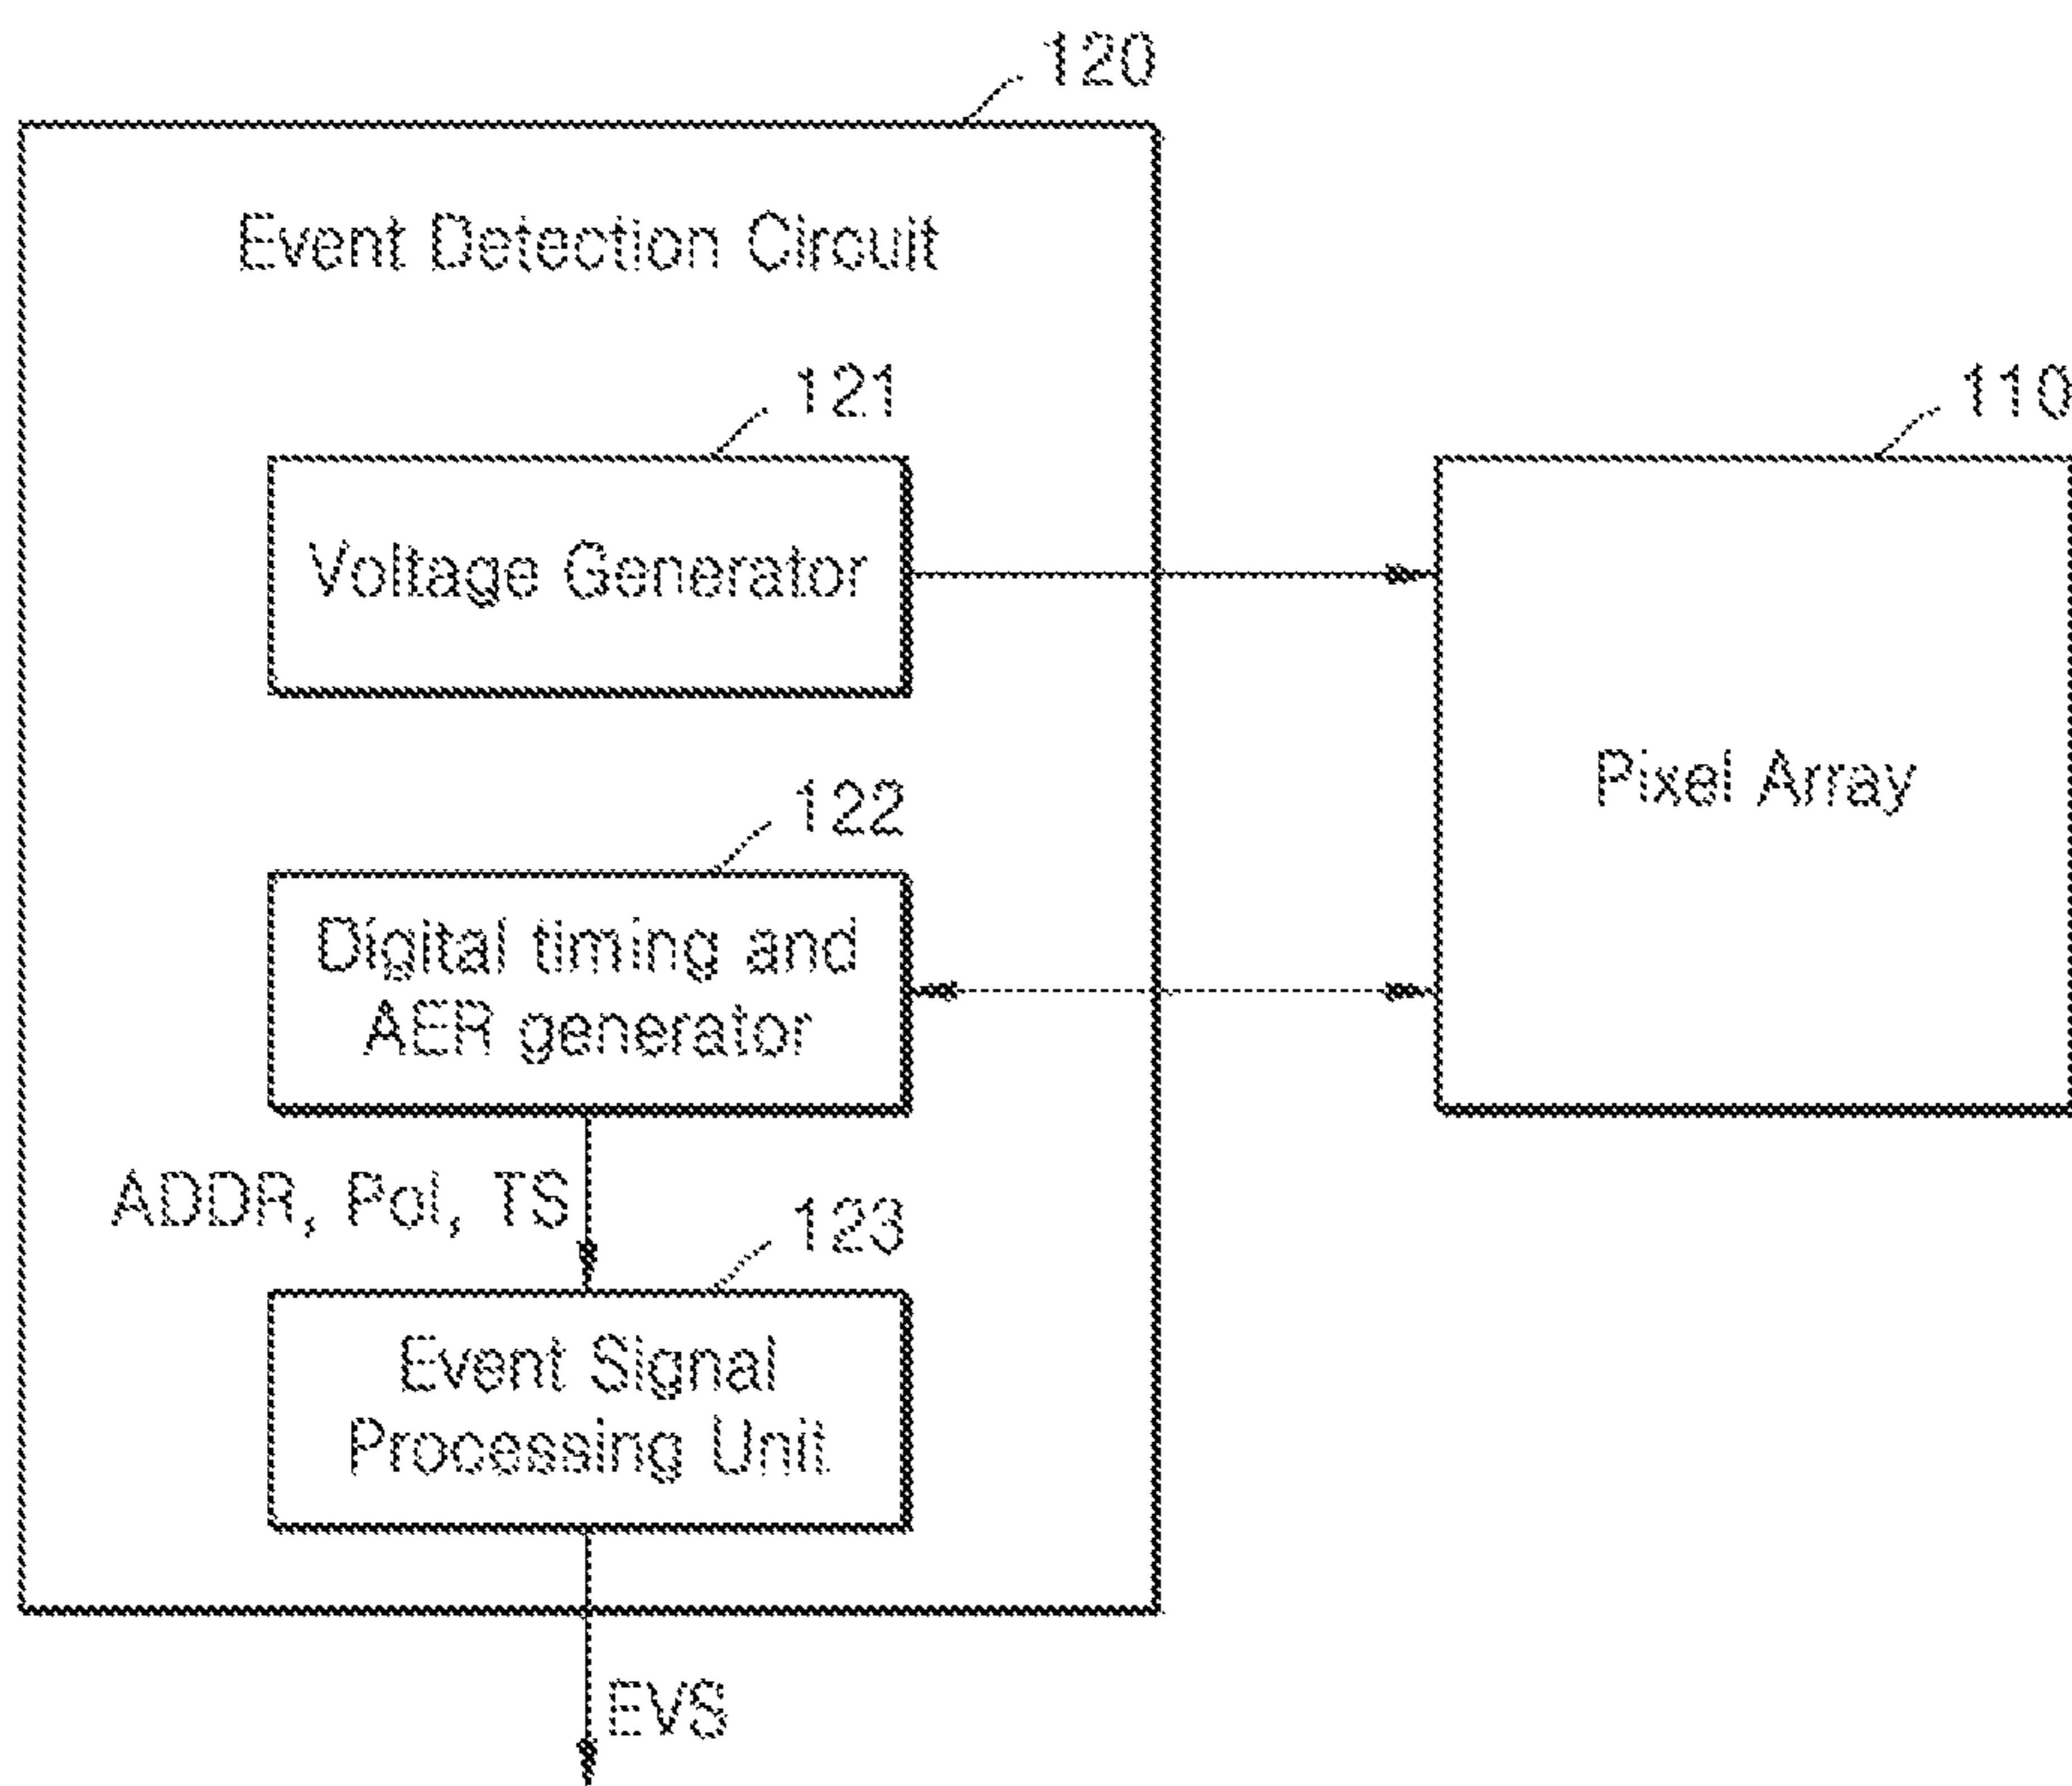 120
Event Detection Circuit
121
110
Voltage Generator
Pixel Array
122
Digital timing and
AER generator
ADDR, Pol, TS
123
Event Signal
Processing Unit
EVS